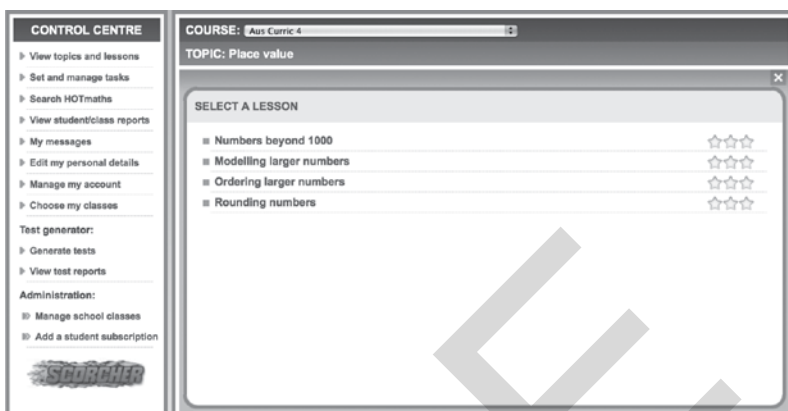 CONTROL CENTRE
View topics and lessons
Set and manage tasks
Search HOTmaths
View student/class reports
My messages
Edit my personal details
Manage my account
Choose my classes
Test generator:
Generate tests
View test reports
Administration:
Manage school classes
Add a student subscription
SCORCHER
COURSE: Aus Curric 4
TOPIC: Place value
SELECT A LESSON
Numbers beyond 1000
Modelling larger numbers
Ordering larger numbers
Rounding numbers